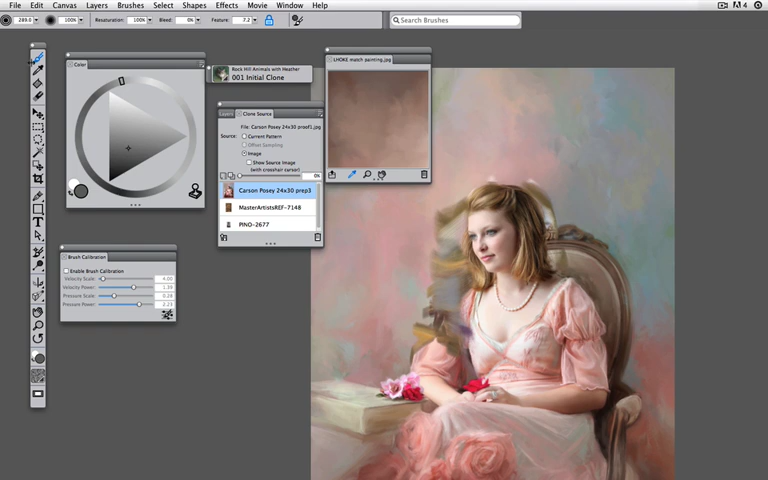 File Edit Canvas Layers Brushes Select Shapes Effects Movie Window Help 4
289.0 100% Resaturation: 100% Bleed: 0% Feature: 7.2 Search Brushes
Color
Rock Hill Animals with Heather
001 Initial Clone
LHOKE match painting.jpg
Layers Clone Source
File: Carson Posey 24x30 proof1.jpg
Source: Current Pattern
Offset Sampling
Image
Show Source Image
(with crosshair cursor)
0%
Carson Posey 24x30 prep3
MasterArtistsREF-7148
PINO-2677
Brush Calibration
Enable Brush Calibration
Velocity Scale: 4.00
Velocity Power: 1.39
Pressure Scale: 0.28
Pressure Power: 2.23
T